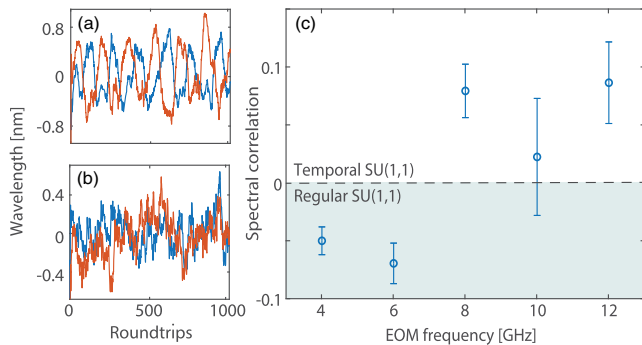 (a)
0.8
0
-0.8
(b)
0.4
0
-0.4
0
500
1000
Wavelength [nm]
Roundtrips
(c)
0.1
0
-0.1
Spectral correlation
Temporal SU(1,1)
Regular SU(1,1)
4
6
8
10
12
EOM frequency [GHz]